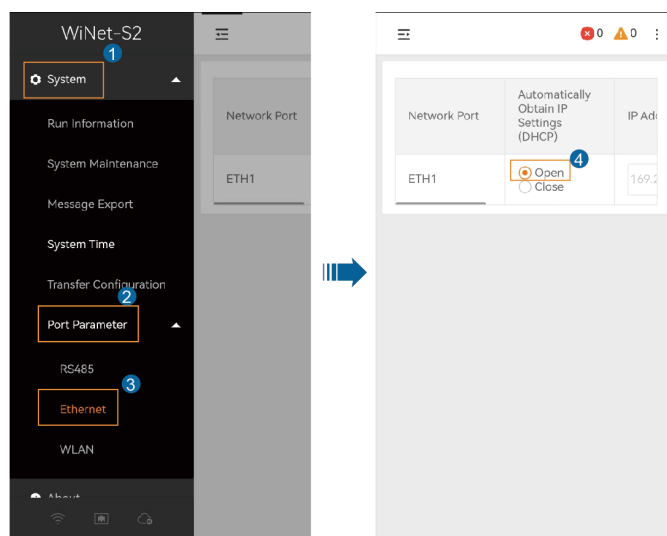 WiNet-S2
1
System
Run Information
System Maintenance
Message Export
System Time
Transfer Configuration
2
Port Parameter
RS485
3
Ethernet
WLAN
About
Network Port
ETH1
0 0
Network Port
Automatically
Obtain IP
Settings
(DHCP)
IP Add
4
ETH1
Open
Close
169.2